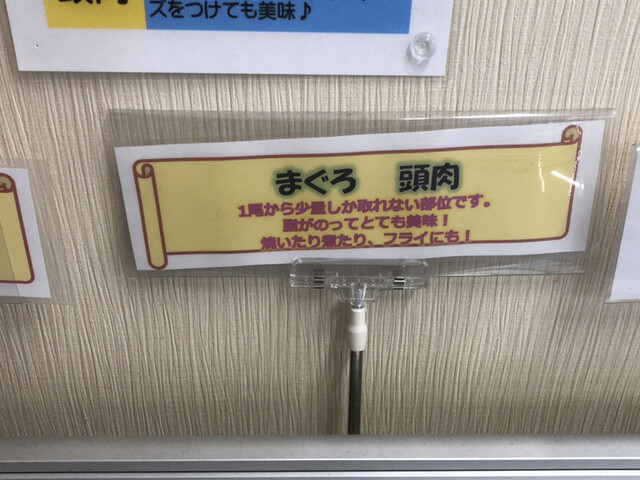 ズをつけても美味♪
まぐろ 頭肉
1尾から少量しか取れない部位です。
脂がのってとても美味！
焼いたり煮たり、フライにも！